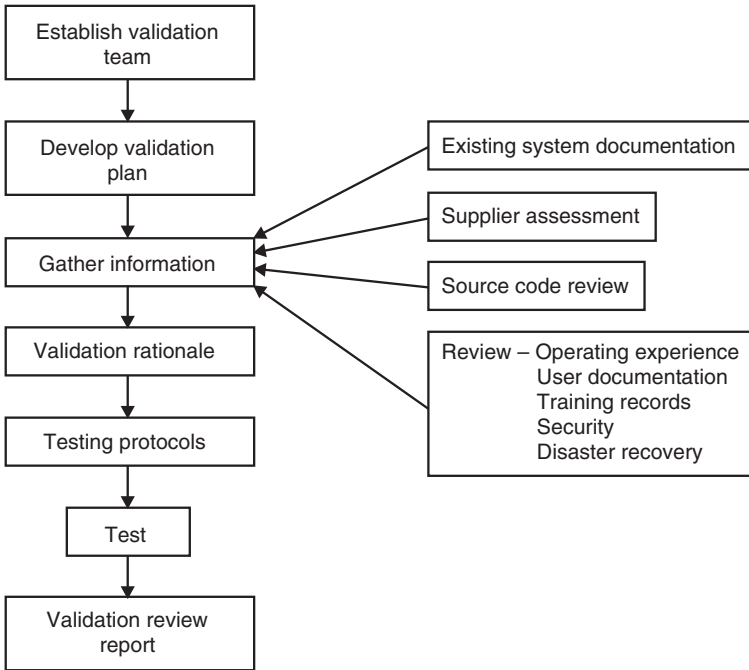 Establish validation
team
Develop validation
plan
Gather information
Validation rationale
Testing protocols
Test
Validation review
report
Existing system documentation
Supplier assessment
Source code review
Review – Operating experience
User documentation
Training records
Security
Disaster recovery